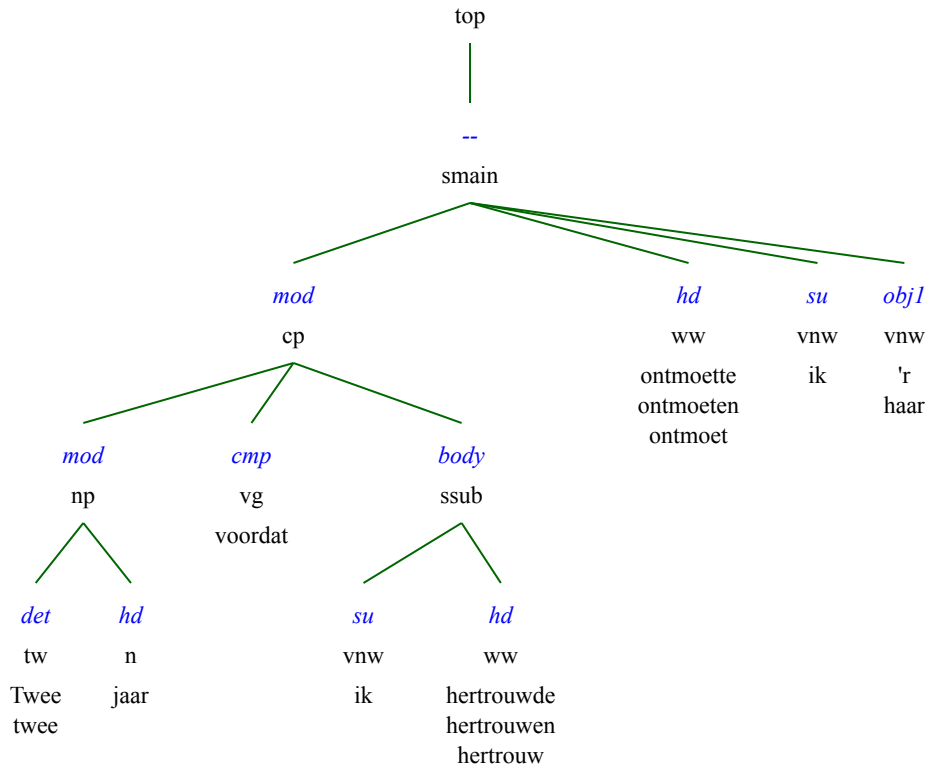 top
--
smain
mod hd su obj1
cp ww vnw vnw
ontmoette ik 'r
ontmoeten haar
ontmoet
mod cmp body
np vg ssub
voordat
det hd su hd
tw n vnw ww
Twee jaar ik hertrouwde
twee hertrouwen
hertrouw